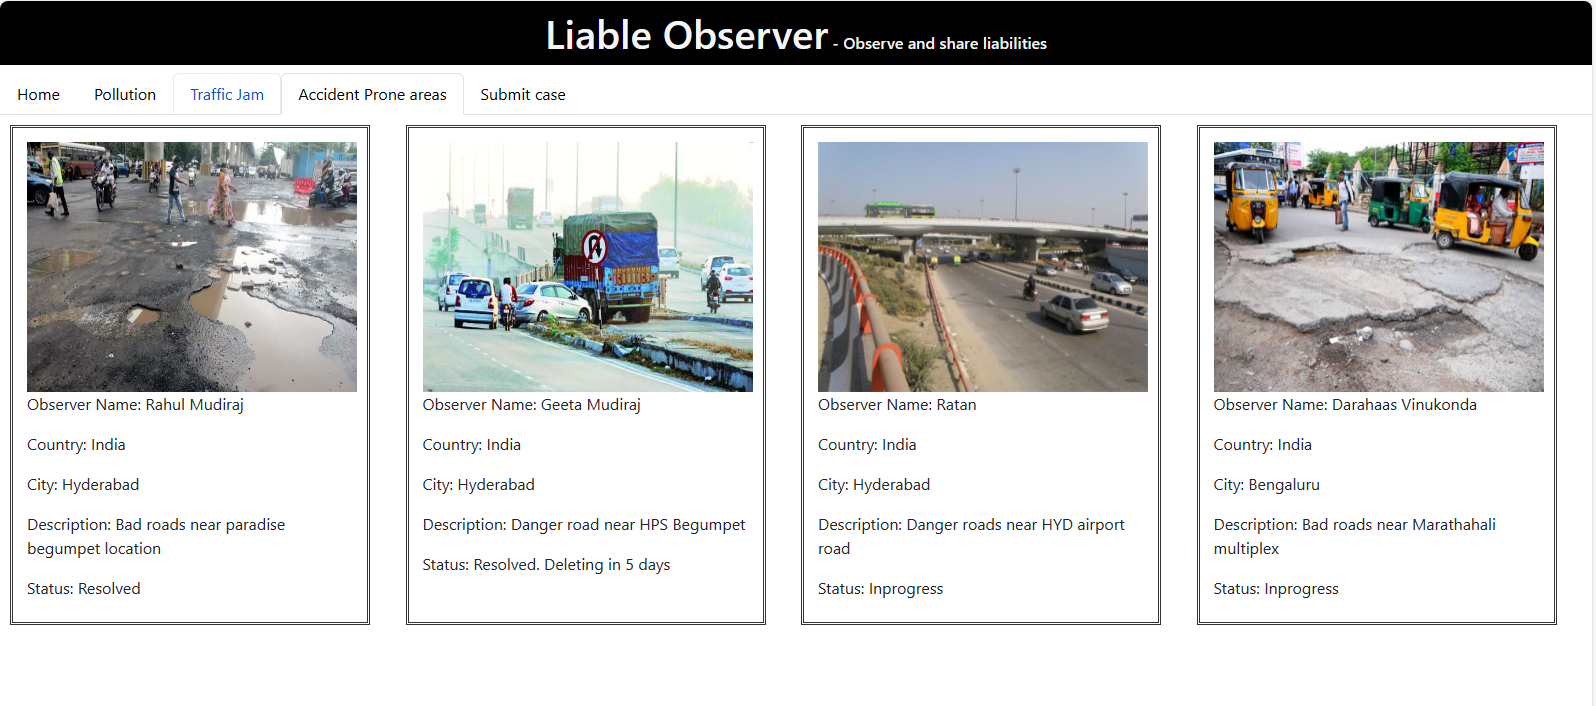 Liable Observer - Observe and share liabilities
Home
Pollution
Traffic Jam
Accident Prone areas
Submit case
Observer Name: Rahul Mudiraj
Country: India
City: Hyderabad
Description: Bad roads near paradise
begumpet location
Status: Resolved
Observer Name: Geeta Mudiraj
Country: India
City: Hyderabad
Description: Danger road near HPS Begumpet
Status: Resolved. Deleting in 5 days
Observer Name: Ratan
Country: India
City: Hyderabad
Description: Danger roads near HYD airport
road
Status: Inprogress
Observer Name: Darahaas Vinukonda
Country: India
City: Bengaluru
Description: Bad roads near Marathahali
multiplex
Status: Inprogress